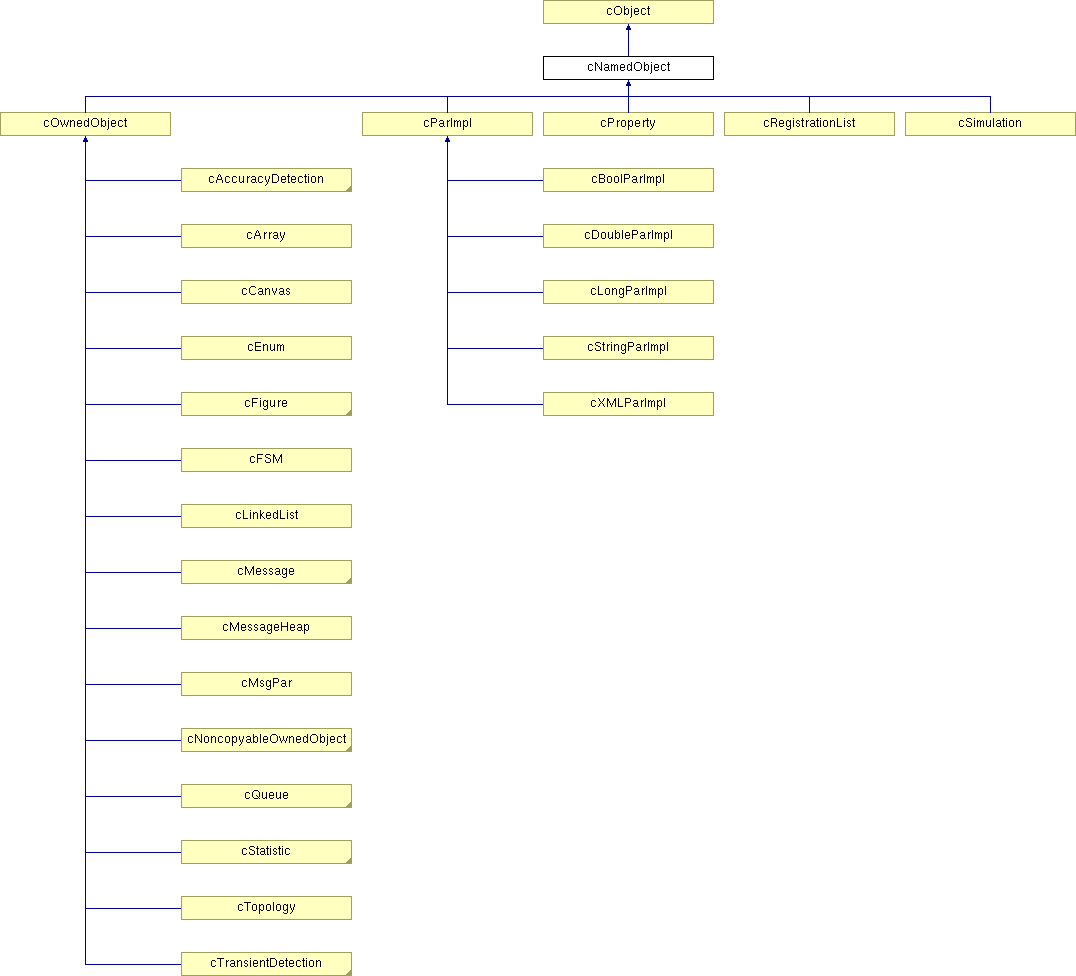 cObject
cNamedObject
cOwnedObject
cParImpl
cProperty
cRegistrationList
cSimulation
cAccuracyDetection
cBoolParImpl
cArray
cDoubleParImpl
cCanvas
cLongParImpl
cEnum
cStringParImpl
cFigure
cXMLParImpl
cFSM
cLinkedList
cMessage
cMessageHeap
cMsgPar
cNoncopyableOwnedObject
cQueue
cStatistic
cTopology
cTransientDetection